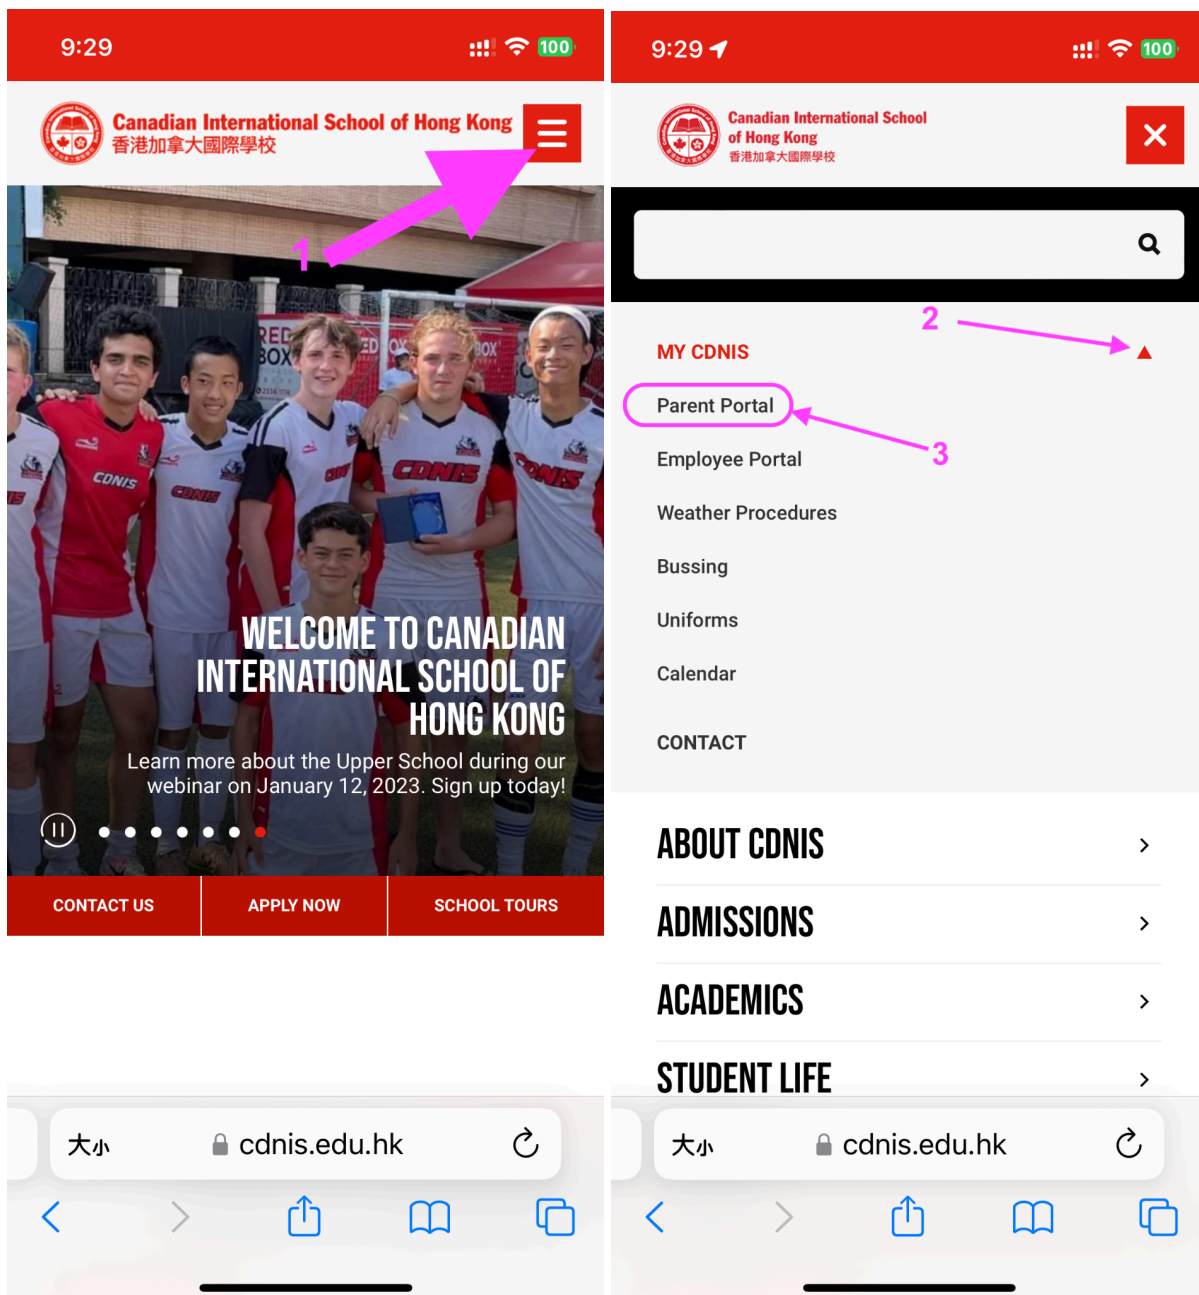 9:29
100
Canadian International School of Hong Kong
香港加拿大國際學校
1
RED
BOX
CDNIS
CDNIS
CDNIS
CDNIS
WELCOME TO CANADIAN
INTERNATIONAL SCHOOL OF
HONG KONG
Learn more about the Upper School during our
webinar on January 12, 2023. Sign up today!
CONTACT US
APPLY NOW
SCHOOL TOURS
大小
cdnis.edu.hk
9:29
100
Canadian International School
of Hong Kong
香港加拿大國際學校
2
MY CDNIS
Parent Portal
3
Employee Portal
Weather Procedures
Bussing
Uniforms
Calendar
CONTACT
ABOUT CDNIS
ADMISSIONS
ACADEMICS
STUDENT LIFE
大小
cdnis.edu.hk